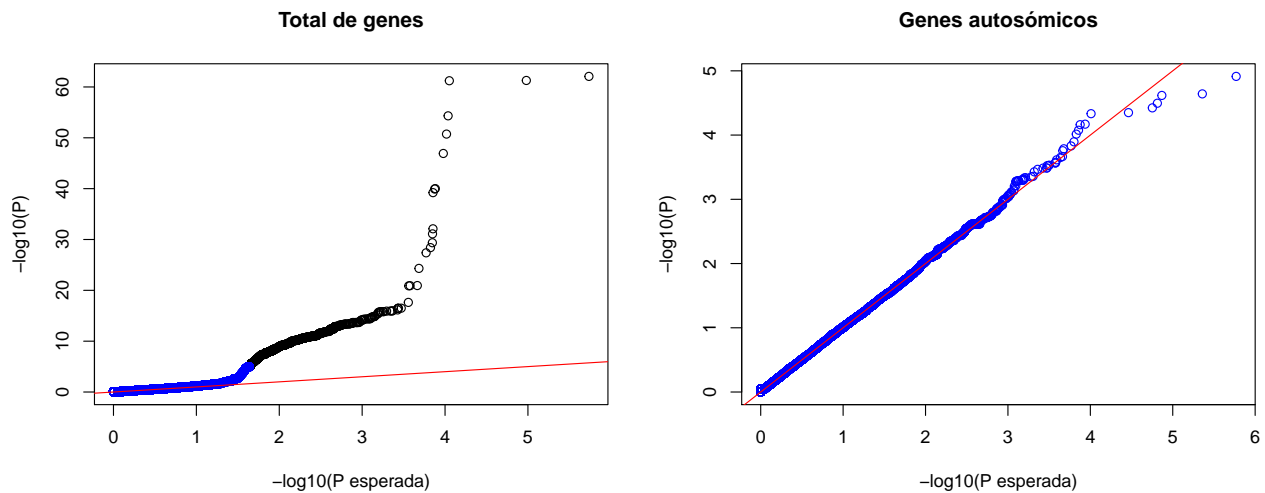 Total de genes
60
50
40
30
20
10
0
−log10(P)
0 1 2 3 4 5
−log10(P esperada)
Genes autosómicos
5
4
3
2
1
0
−log10(P)
0 1 2 3 4 5 6
−log10(P esperada)